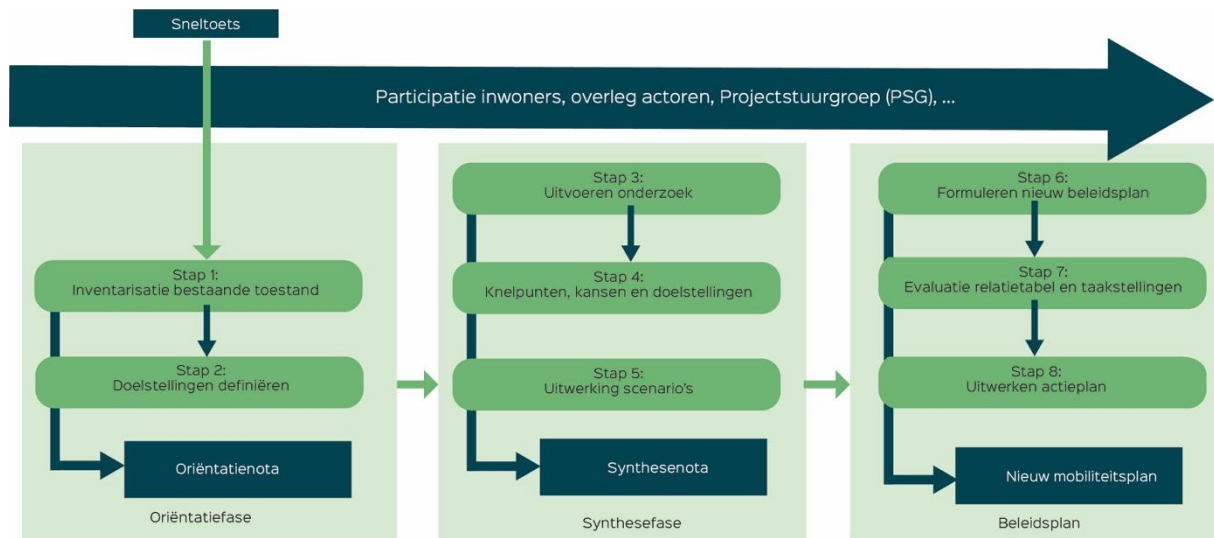 Sneltoets
Participatie inwoners, overleg actoren, Projectstuurgroep (PSG), ...
Stap 1:
Inventarisatie bestaande toestand
Stap 2:
Doelstellingen definiëren
Oriëntatienota
Oriëntatiefase
Stap 3:
Uitvoeren onderzoek
Stap 4:
Knelpunten, kansen en doelstellingen
Stap 5:
Uitwerking scenario's
Synthesenota
Synthesefase
Stap 6:
Formuleren nieuw beleidsplan
Stap 7:
Evaluatie relatietabel en taakstellingen
Stap 8:
Uitwerken actieplan
Nieuw mobiliteitsplan
Beleidsplan